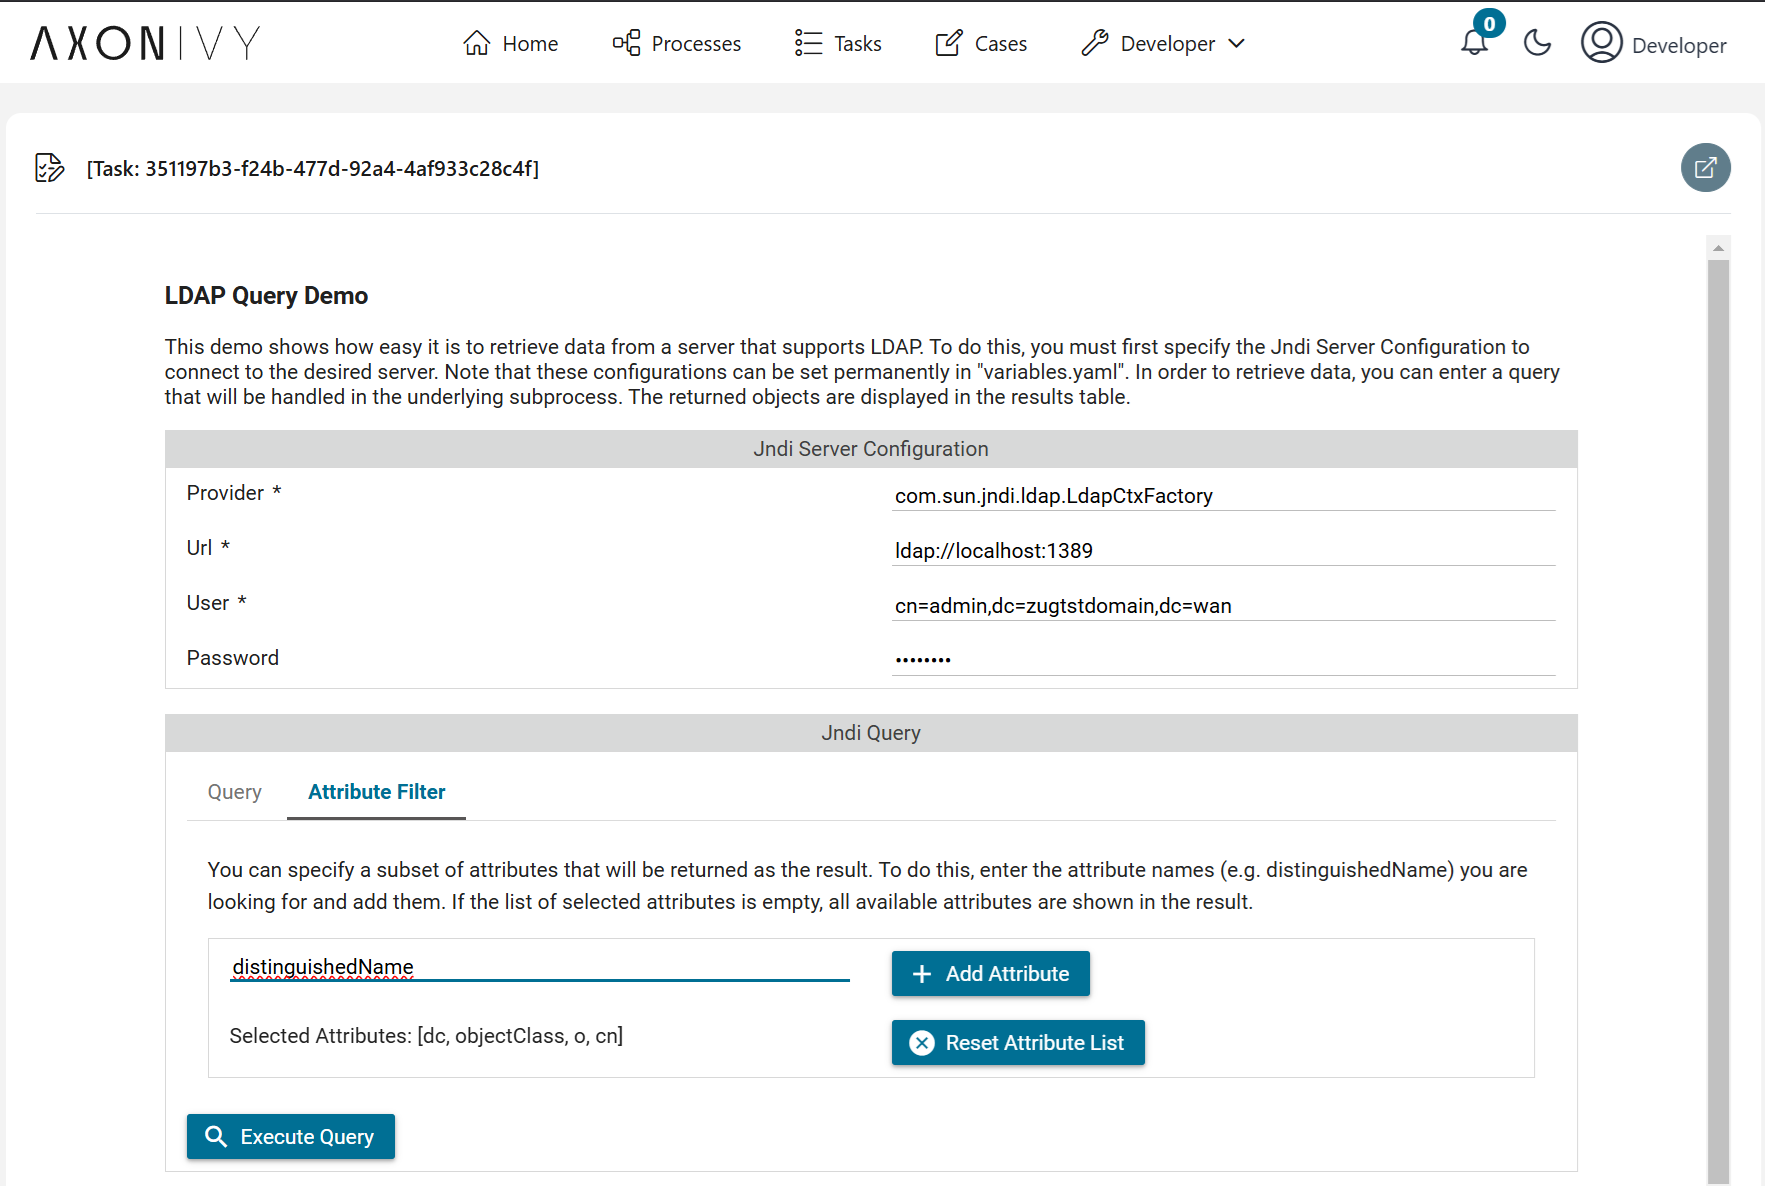 AXONIVY
Home
Processes
Tasks
Cases
Developer
0
Developer
[Task: 351197b3-f24b-477d-92a4-4af933c28c4f]
LDAP Query Demo
This demo shows how easy it is to retrieve data from a server that supports LDAP. To do this, you must first specify the Jndi Server Configuration to
connect to the desired server. Note that these configurations can be set permanently in "variables.yaml". In order to retrieve data, you can enter a query
that will be handled in the underlying subprocess. The returned objects are displayed in the results table.
Jndi Server Configuration
Provider *
com.sun.jndi.ldap.LdapCtxFactory
Url *
ldap://localhost:1389
User *
cn=admin,dc=zugtstdomain,dc=wan
Password
••••••••
Jndi Query
Query
Attribute Filter
You can specify a subset of attributes that will be returned as the result. To do this, enter the attribute names (e.g. distinguishedName) you are
looking for and add them. If the list of selected attributes is empty, all available attributes are shown in the result.
distinguishedName
Add Attribute
Selected Attributes: [dc, objectClass, o, cn]
Reset Attribute List
Execute Query